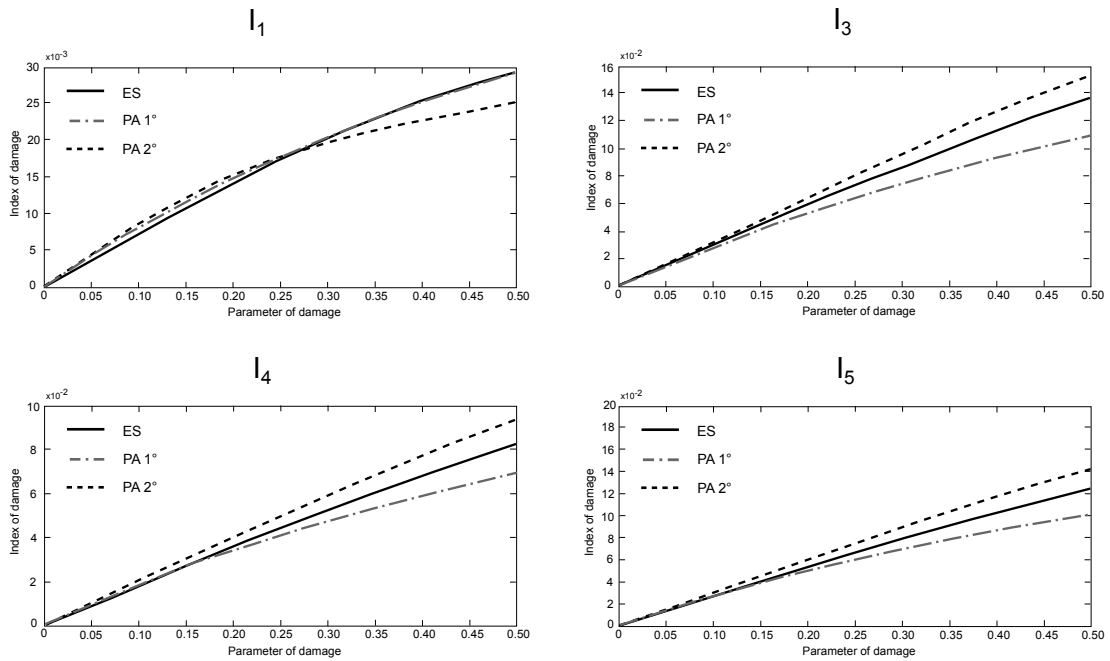 I₁
x10⁻³
30
25
20
15
10
5
0
Index of damage
ES
PA 1°
PA 2°
0 0.05 0.10 0.15 0.20 0.25 0.30 0.35 0.40 0.45 0.50
Parameter of damage
I₃
x10⁻²
16
14
12
10
8
6
4
2
0
Index of damage
ES
PA 1°
PA 2°
0 0.05 0.10 0.15 0.20 0.25 0.30 0.35 0.40 0.45 0.50
Parameter of damage
I₄
x10⁻²
10
8
6
4
2
0
Index of damage
ES
PA 1°
PA 2°
0 0.05 0.10 0.15 0.20 0.25 0.30 0.35 0.40 0.45 0.50
Parameter of damage
I₅
x10⁻²
20
20
18
16
14
12
10
8
6
4
2
0
Index of damage
ES
PA 1°
PA 2°
0 0.05 0.10 0.15 0.20 0.25 0.30 0.35 0.40 0.45 0.50
Parameter of damage